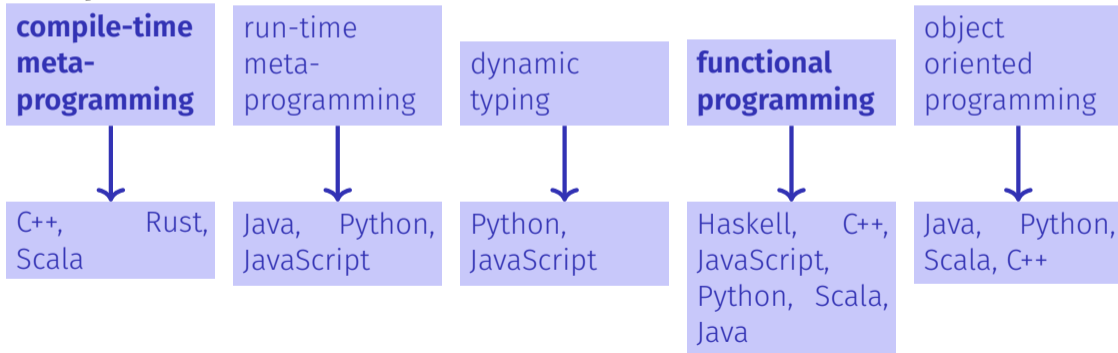 compile-time
meta-
programming
run-time
meta-
programming
dynamic
typing
functional
programming
object
oriented
programming
C++, Rust,
Scala
Java, Python,
JavaScript
Python,
JavaScript
Haskell, C++,
JavaScript,
Python, Scala,
Java
Java, Python,
Scala, C++